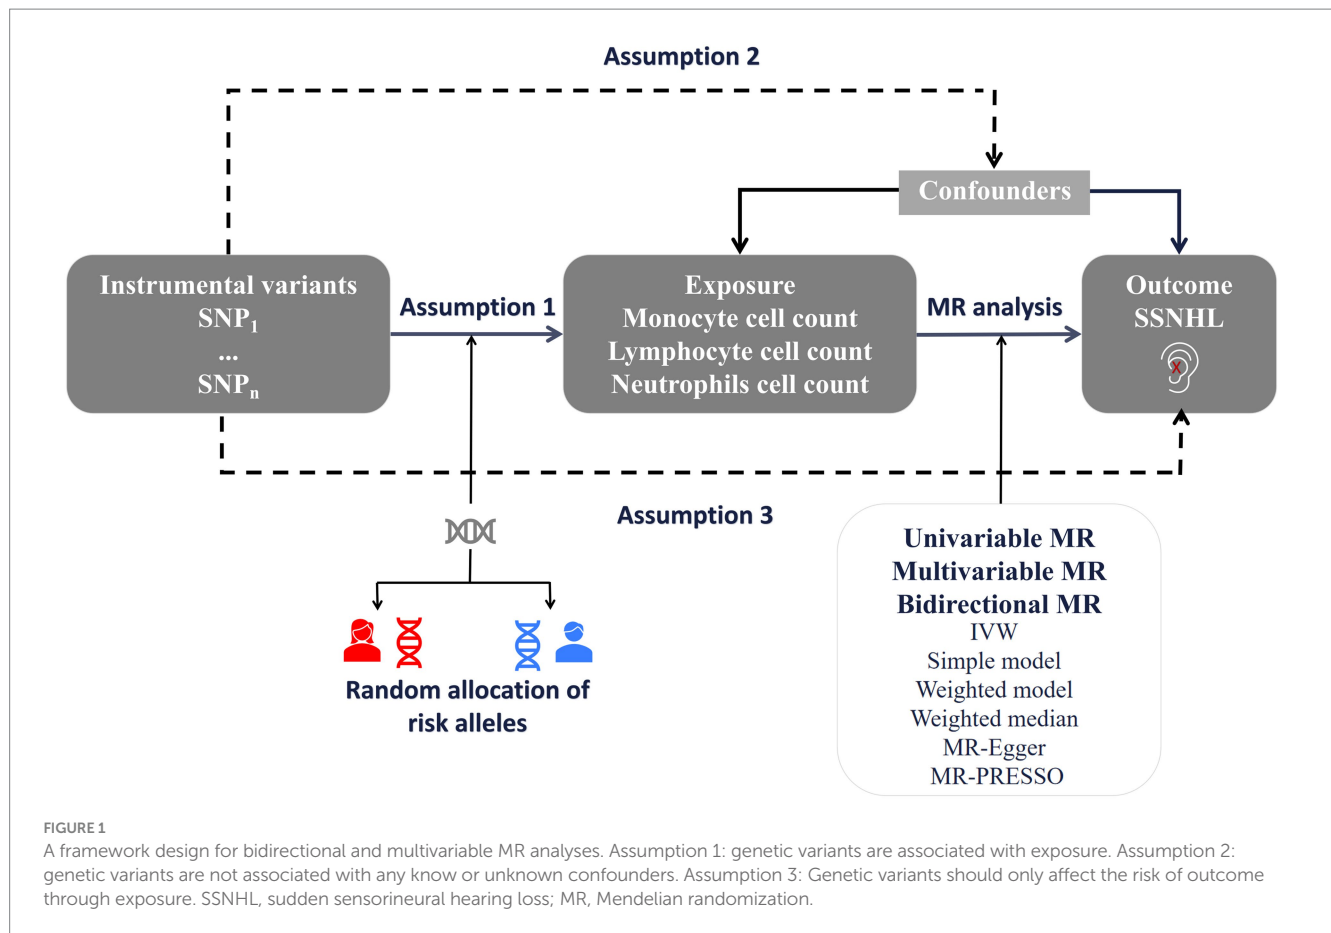 Assumption 2
Confounders
Instrumental variants
SNP₁
...
SNPₙ
Assumption 1
Exposure
Monocyte cell count
Lymphocyte cell count
Neutrophils cell count
MR analysis
Outcome
SSNHL
X
Assumption 3
Random allocation of
risk alleles
Univariable MR
Multivariable MR
Bidirectional MR
IVW
Simple model
Weighted model
Weighted median
MR-Egger
MR-PRESSO
FIGURE 1
A framework design for bidirectional and multivariable MR analyses. Assumption 1: genetic variants are associated with exposure. Assumption 2:
genetic variants are not associated with any know or unknown confounders. Assumption 3: Genetic variants should only affect the risk of outcome
through exposure. SSNHL, sudden sensorineural hearing loss; MR, Mendelian randomization.